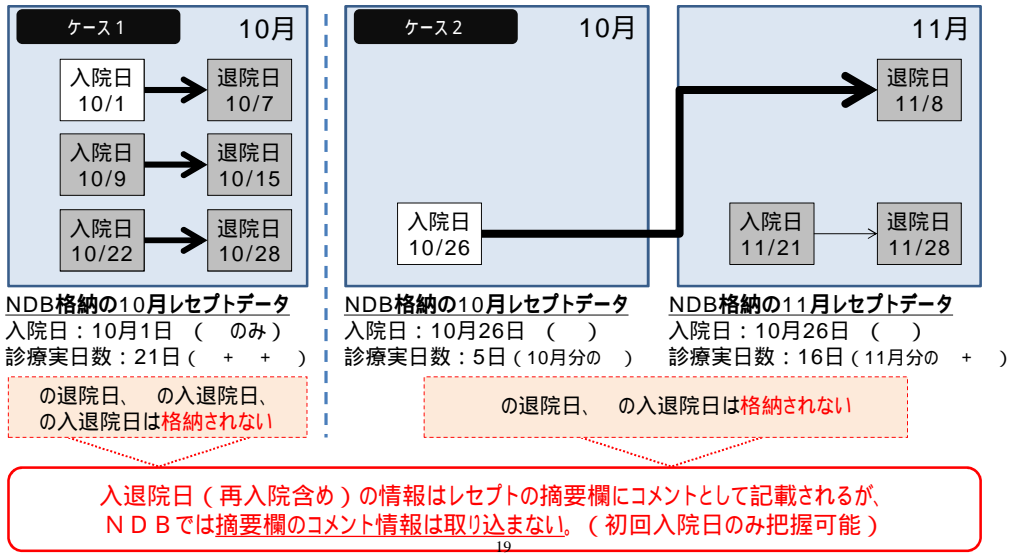 ケース1
10月
入院日
10/1
退院日
10/7
入院日
10/9
退院日
10/15
入院日
10/22
退院日
10/28
NDB格納の10月レセプトデータ
入院日：10月1日 （　のみ）
診療実日数：21日（　+　+　）
の退院日、　の入退院日、
の入退院日は格納されない
ケース2
10月
入院日
10/26
11月
退院日
11/8
入院日
11/21
退院日
11/28
NDB格納の10月レセプトデータ
入院日：10月26日 （　）
診療実日数：5日（10月分の　）
NDB格納の11月レセプトデータ
入院日：10月26日 （　）
診療実日数：16日（11月分の　+　）
の退院日、　の入退院日は格納されない
入退院日（再入院含め）の情報はレセプトの摘要欄にコメントとして記載されるが、
ＮＤＢでは摘要欄のコメント情報は取り込まない。（初回入院日のみ把握可能）
19